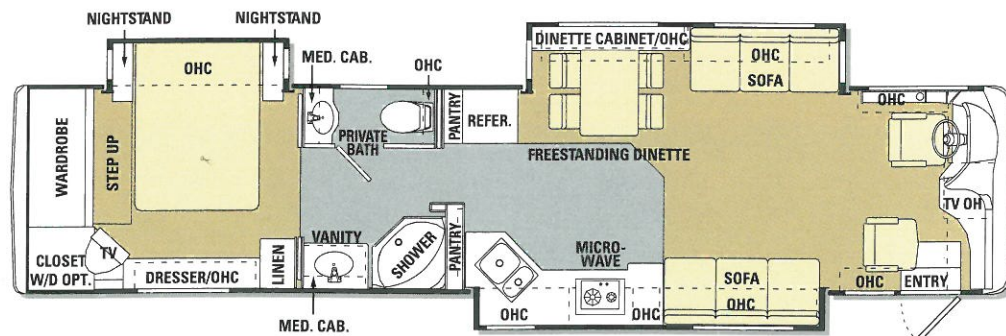 NIGHTSTAND
NIGHTSTAND
OHC
MED. CAB.
OHC
DINETTE CABINET/OHC
OHC
SOFA
OHC
WARDROBE
STEP UP
PRIVATE
BATH
PANTRY
REFER.
FREESTANDING DINETTE
TV OH
CLOSET
W/D OPT.
TV
DRESSER/OHC
LINEN
VANITY
SHOWER
PANTRY
MICRO-
WAVE
SOFA
OHC
OHC
OHC
OHC
ENTRY
MED. CAB.